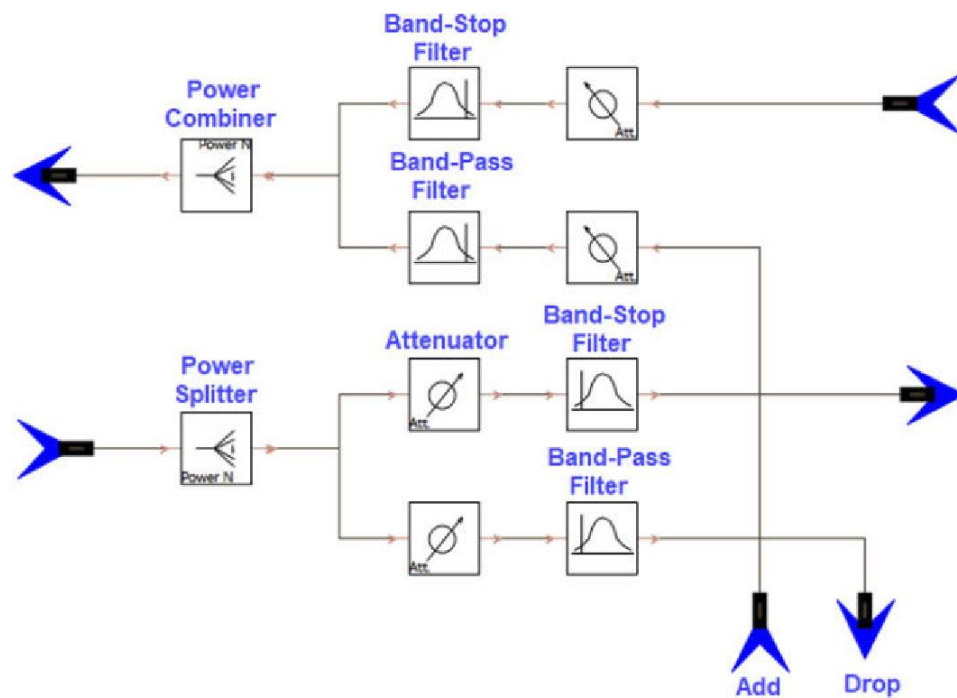 Band-Stop
Filter
Power
Combiner
Power N
Att.
Band-Pass
Filter
Att.
Band-Stop
Filter
Attenuator
Power
Splitter
Att.
Power N
Band-Pass
Filter
Att.
Add
Drop